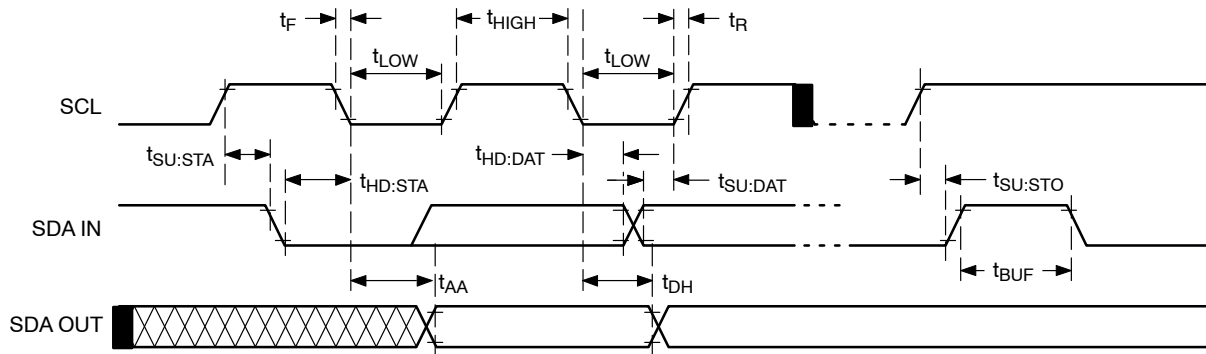 tF
tHIGH
tR
tLOW
tLOW
SCL
tSU:STA
tHD:STA
tHD:DAT
tSU:DAT
tSU:STO
SDA IN
tAA
tDH
tBUF
SDA OUT